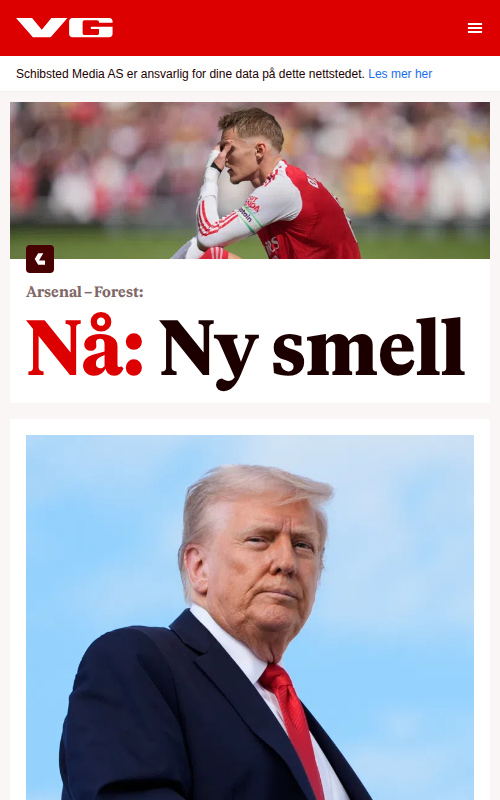 VG
Schibsted Media AS er ansvarlig for dine data på dette nettstedet. Les mer her
Arsenal – Forest:
Nå: Ny smell